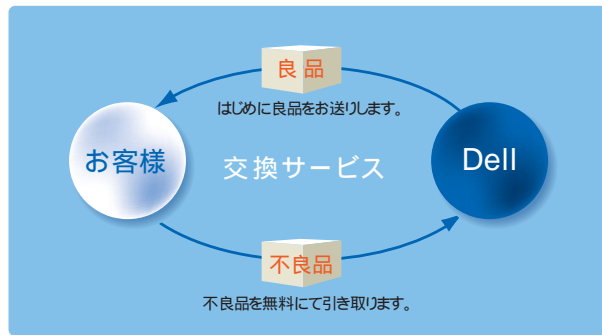 良品
はじめに良品をお送りします。
お客様
交換サービス
Dell
不良品
不良品を無料にて引き取ります。